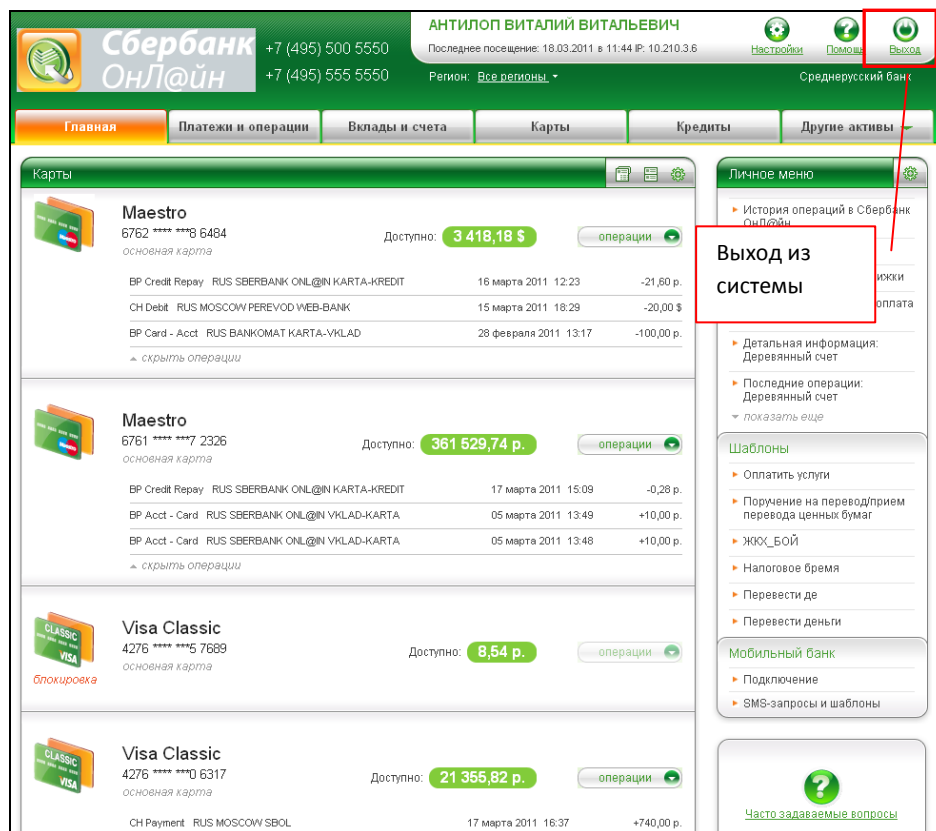 Сбербанк
ОнЛ@йн
+7 (495) 500 5550
+7 (495) 555 5550
АНТИЛОП ВИТАЛИЙ ВИТАЛЬЕВИЧ
Последнее посещение: 18.03.2011 в 11:44 IP: 10.210.3.6
Регион: Все регионы
Настройки
Помощь
Выход
Среднерусский банк
Главная
Платежи и операции
Вклады и счета
Карты
Кредиты
Другие активы
Карты
Maestro
6762 **** ***8 6484
основная карта
Доступно: 3 418,18 $
операции
BP Credit Repay RUS SBERBANK ONL@IN KARTA-KREDIT 16 марта 2011 12:23 -21,60 р.
CH Debit RUS MOSCOW PEREVOD WEB-BANK 15 марта 2011 18:29 -20,00 $
BP Card - Acct RUS BANKOMAT KARTA-VKLAD 28 февраля 2011 13:17 -100,00 р.
скрыть операции
Maestro
6761 **** ***7 2326
основная карта
Доступно: 361 529,74 р.
операции
BP Credit Repay RUS SBERBANK ONL@IN KARTA-KREDIT 17 марта 2011 15:09 -0,28 р.
BP Acct - Card RUS SBERBANK ONL@IN VKLAD-KARTA 05 марта 2011 13:49 +10,00 р.
BP Acct - Card RUS SBERBANK ONL@IN VKLAD-KARTA 05 марта 2011 13:48 +10,00 р.
скрыть операции
CLASSIC
VISA
блокировка
Visa Classic
4276 **** ***5 7689
основная карта
Доступно: 8,54 р.
операции
CLASSIC
VISA
Visa Classic
4276 **** ***0 6317
основная карта
Доступно: 21 355,82 р.
операции
CH Payment RUS MOSCOW SBOL 17 марта 2011 16:37 +740,00 р.
Личное меню
История операций в Сбербанк
ОнЛ@йн
Выход из
системы
оплата
Детальная информация:
Деревянный счет
Последние операции:
Деревянный счет
показать еще
Шаблоны
Оплатить услуги
Поручение на перевод/прием
перевода ценных бумаг
ЖКХ_БОЙ
Налоговое бремя
Перевести де
Перевести деньги
Мобильный банк
Подключение
SMS-запросы и шаблоны
Часто задаваемые вопросы